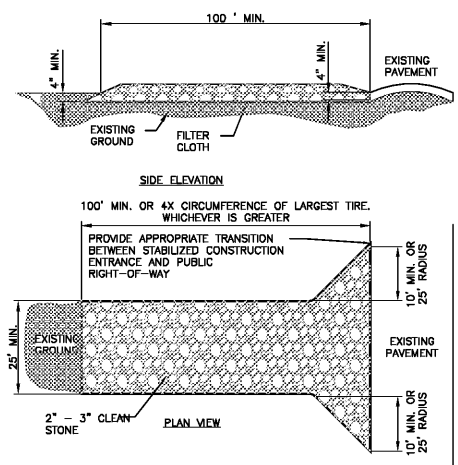 100 ' MIN.
4" MIN.
4" MIN.
EXISTING
PAVEMENT
EXISTING
GROUND
FILTER
CLOTH
SIDE ELEVATION
100' MIN. OR 4X CIRCUMFERENCE OF LARGEST TIRE.
WHICHEVER IS GREATER
PROVIDE APPROPRIATE TRANSITION
BETWEEN STABILIZED CONSTRUCTION
ENTRANCE AND PUBLIC
RIGHT-OF-WAY
10' MIN. OR
25' RADIUS
25' MIN.
EXISTING
GROUND
EXISTING
PAVEMENT
2" - 3" CLEAN
STONE
PLAN VIEW
10' MIN. OR
25' RADIUS